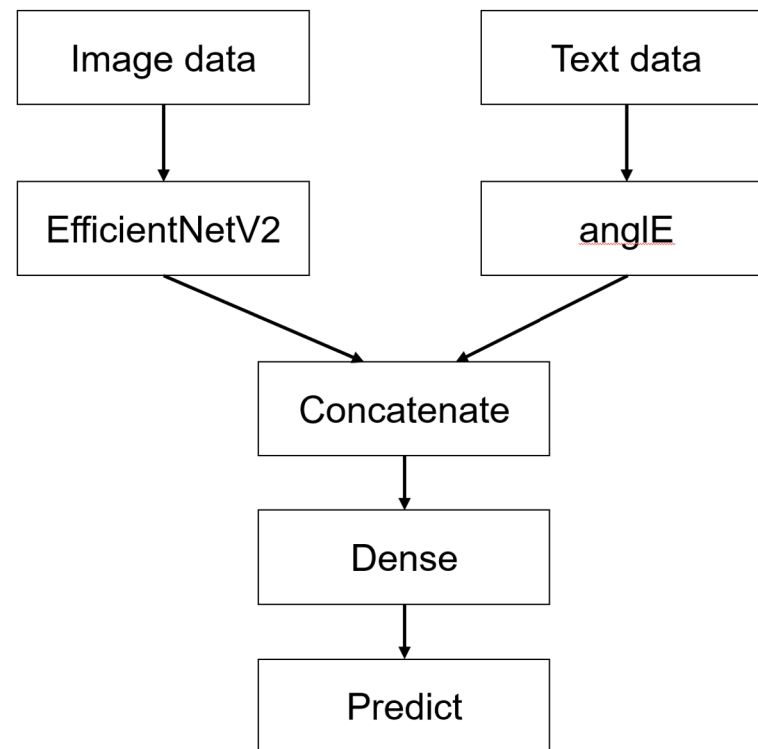 Image data
Text data
EfficientNetV2
anglE
Concatenate
Dense
Predict